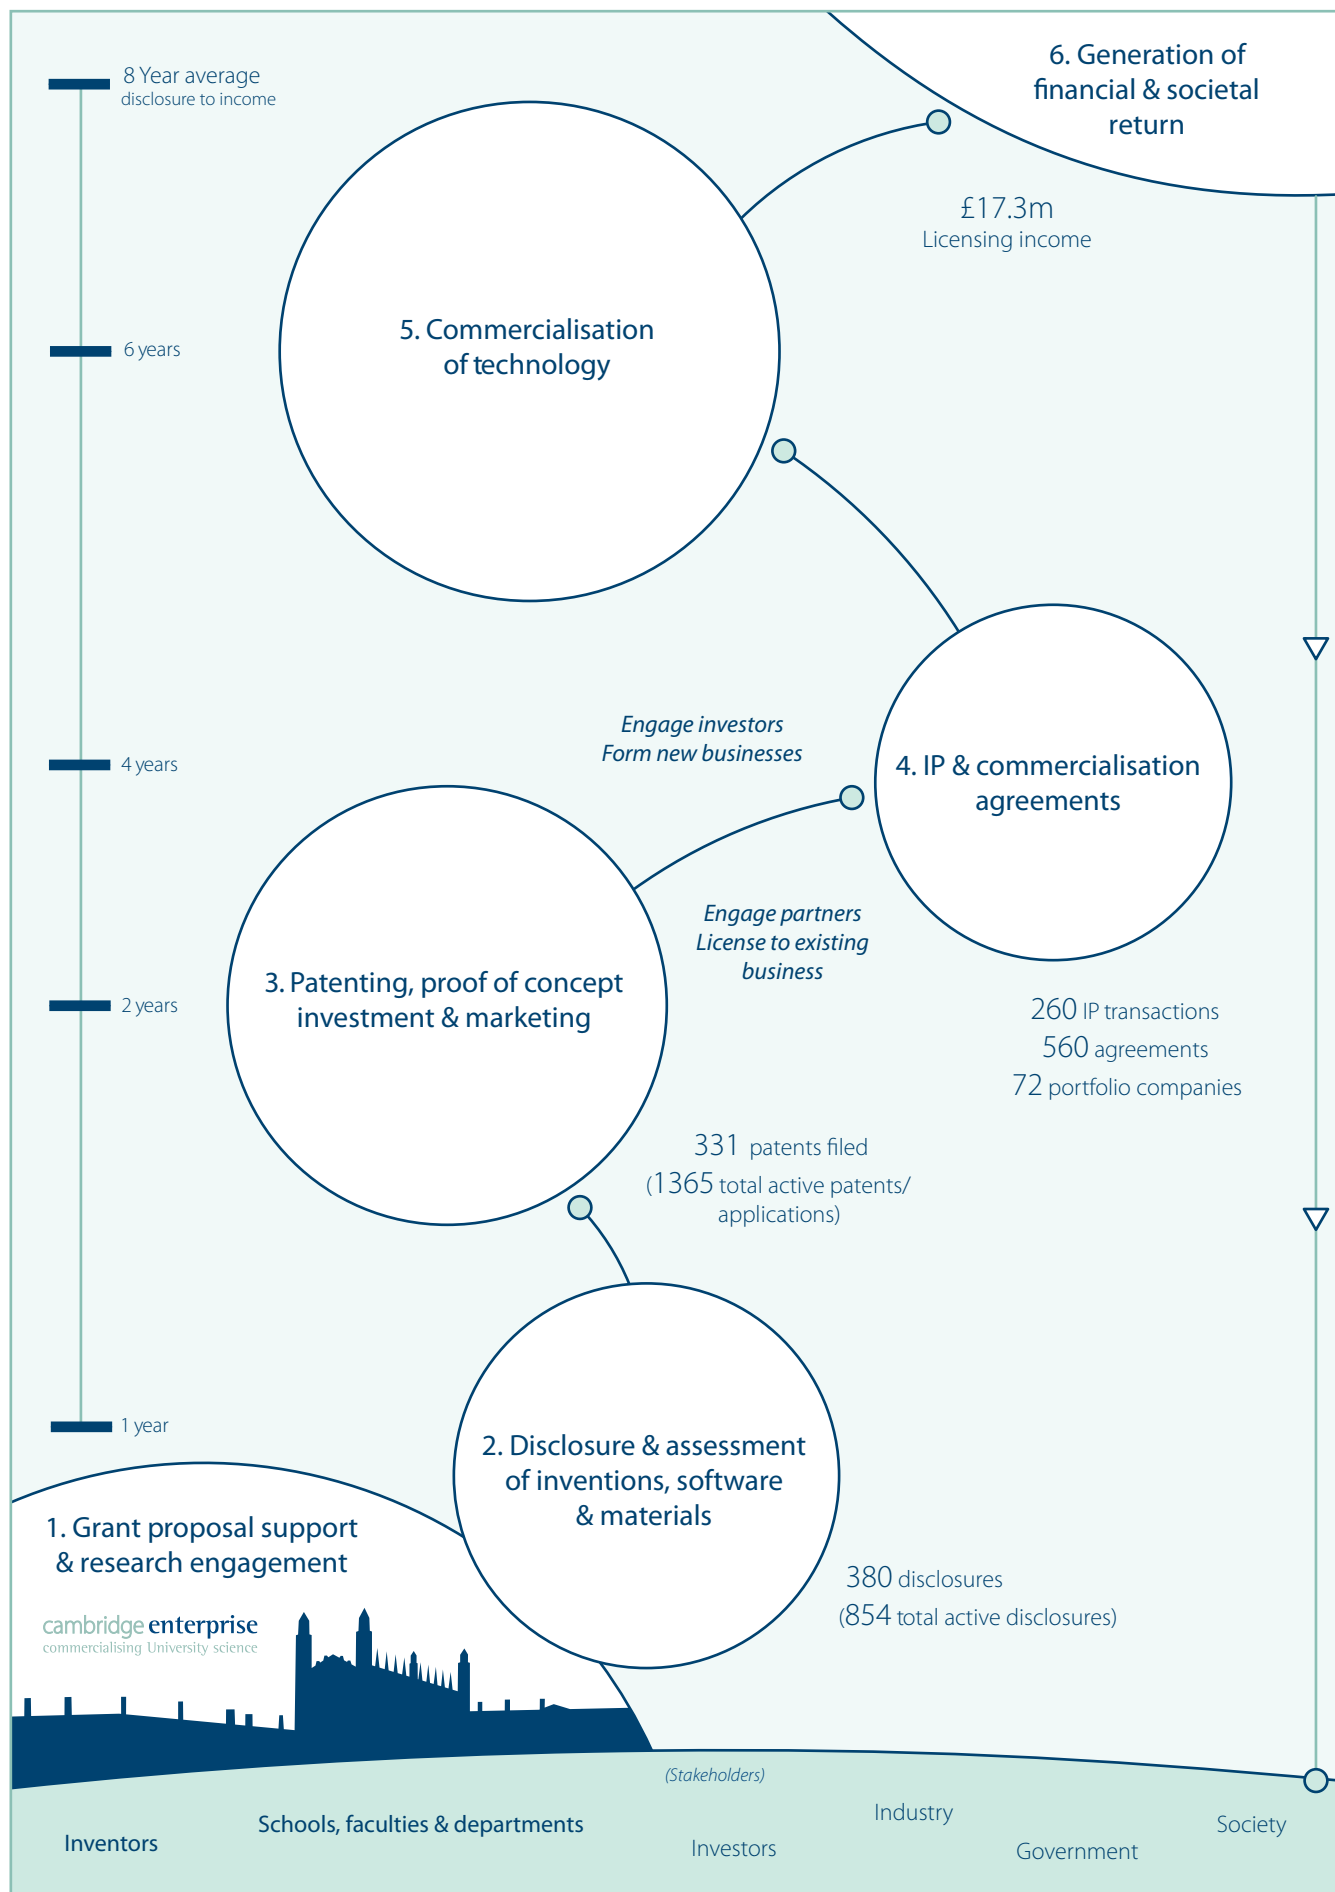 8 Year average
disclosure to income
6. Generation of
financial & societal
return
£17.3m
Licensing income
5. Commercialisation
of technology
6 years
Engage investors
Form new businesses
4 years
4. IP & commercialisation
agreements
Engage partners
License to existing
business
3. Patenting, proof of concept
investment & marketing
2 years
260 IP transactions
560 agreements
72 portfolio companies
331 patents filed
(1365 total active patents/
applications)
1 year
2. Disclosure & assessment
of inventions, software
& materials
1. Grant proposal support
& research engagement
380 disclosures
(854 total active disclosures)
cambridge enterprise
commercialising University science
(Stakeholders)
Inventors
Schools, faculties & departments
Investors
Industry
Government
Society